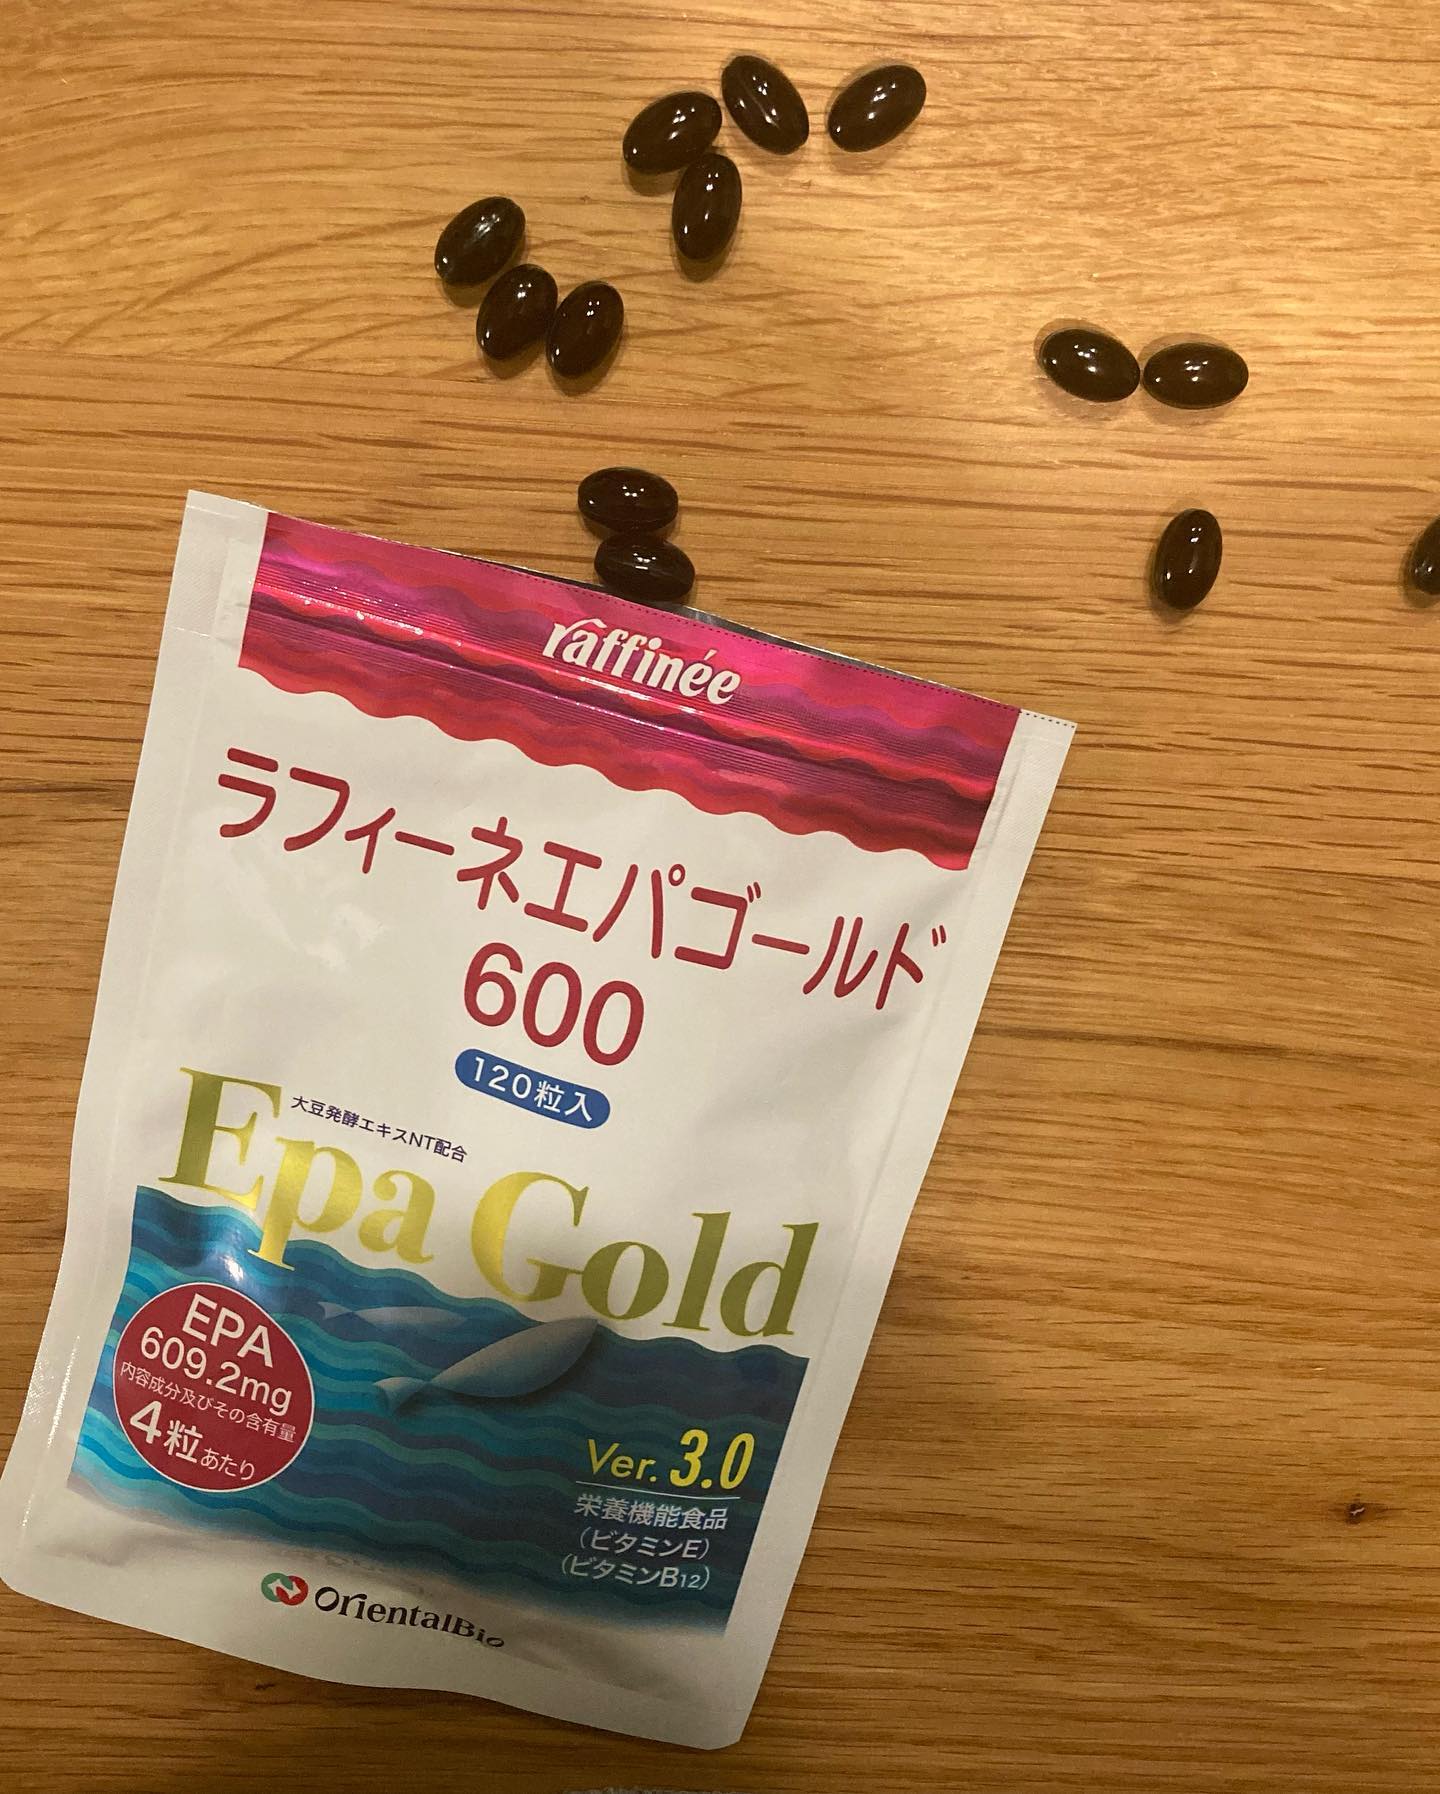 raffinée
ラフィーネエパゴールド
600
120粒入
大豆発酵エキスNT配合
Epa Gold
EPA
609.2mg
内容成分及びその含有量
4粒あたり
Ver. 3.0
栄養機能食品
(ビタミンE)
(ビタミンB12)
OrientalBio